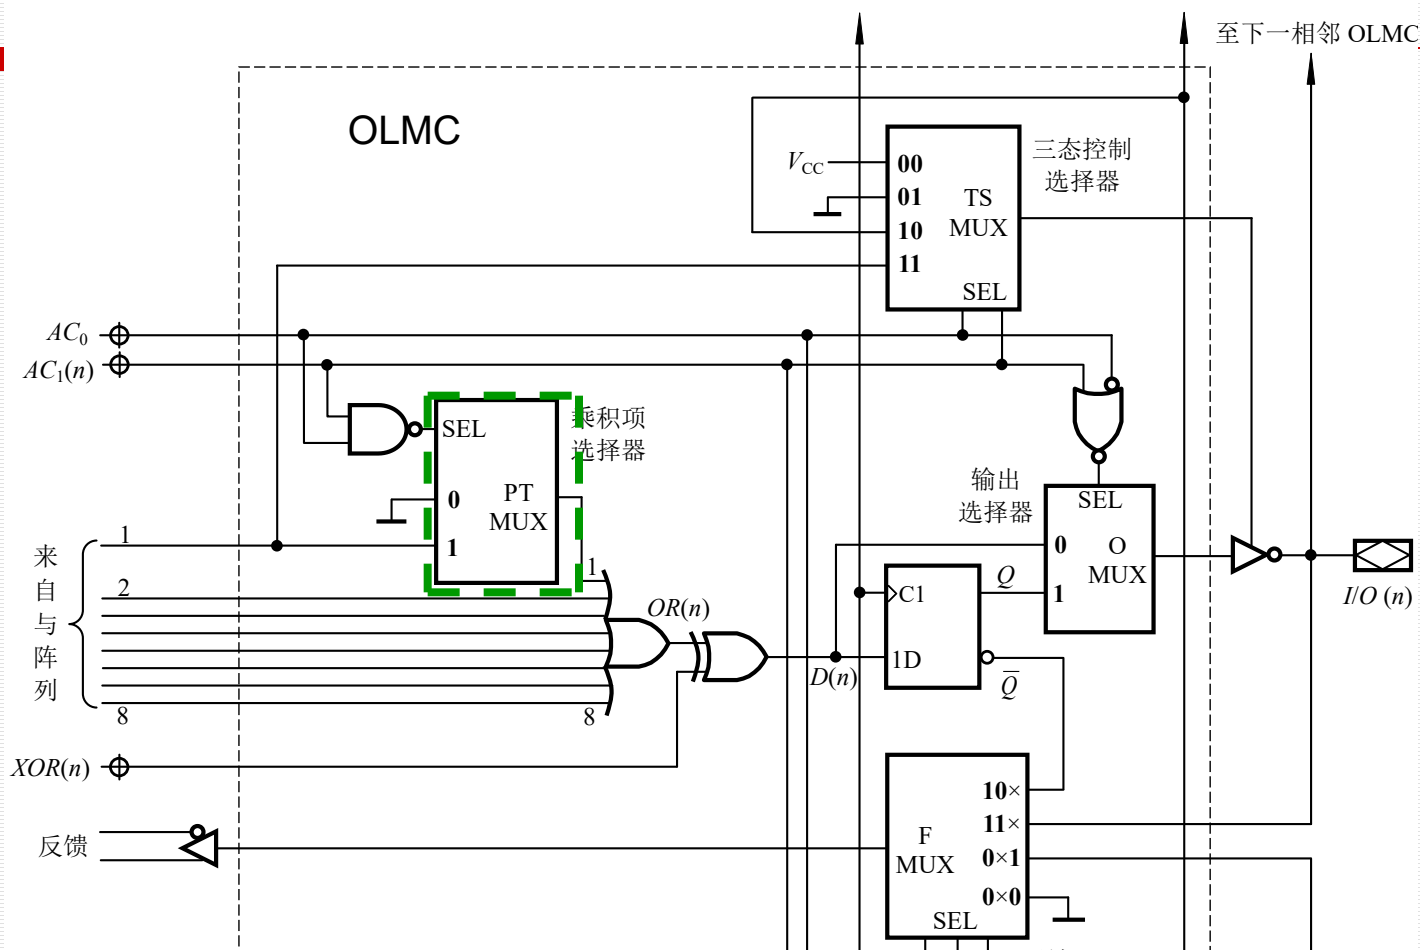 至下一相邻 OLMC
OLMC
V_CC
00
01
10
11
TS
MUX
SEL
三态控制
选择器
AC_0
AC_1(n)
SEL
0
1
PT
MUX
乘积项
选择器
输出
选择器
SEL
0
1
O
MUX
I/O (n)
来
自
与
阵
列
1
2
8
1
8
OR(n)
D(n)
C1
1D
Q
Q̅
XOR(n)
反馈
F
MUX
10×
11×
0×1
0×0
SEL